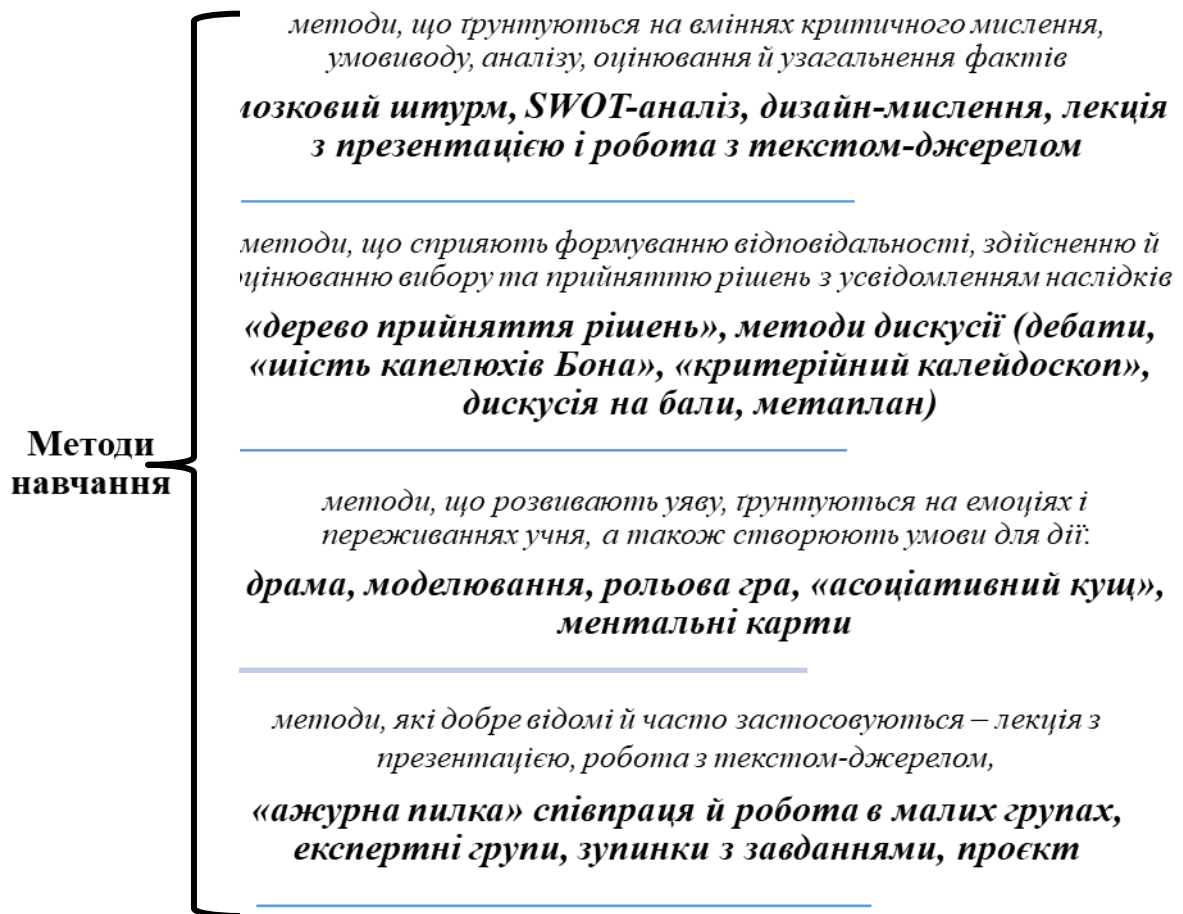 методи, що ґрунтуються на вміннях критичного мислення,
умовиводу, аналізу, оцінювання й узагальнення фактів
мозковий штурм, SWOT-аналіз, дизайн-мислення, лекція
з презентацією і робота з текстом-джерелом
методи, що сприяють формуванню відповідальності, здійсненню й
оцінюванню вибору та прийняттю рішень з усвідомленням наслідків
«дерево прийняття рішень», методи дискусії (дебати,
«шість капелюхів Бона», «критерійний калейдоскоп»,
дискусія на бали, метаплан)
Методи
навчання
методи, що розвивають уяву, ґрунтуються на емоціях і
переживаннях учня, а також створюють умови для дії:
драма, моделювання, рольова гра, «асоціативний кущ»,
ментальні карти
методи, які добре відомі й часто застосовуються – лекція з
презентацією, робота з текстом-джерелом,
«ажурна пилка» співпраця й робота в малих групах,
експертні групи, зупинки з завданнями, проєкт